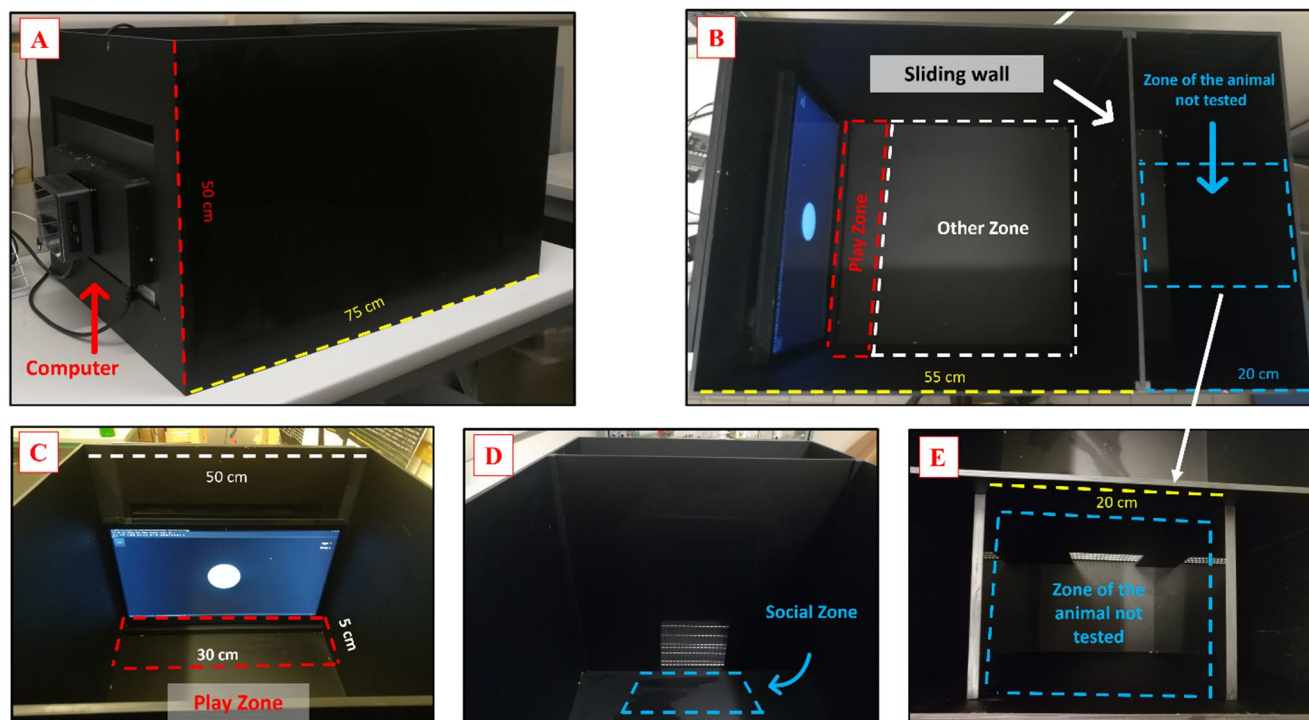 A
50 cm
75 cm
Computer
B
Sliding wall
Zone of the animal
not tested
Play Zone
Other Zone
55 cm
20 cm
C
50 cm
5 cm
30 cm
Play Zone
D
Social Zone
E
20 cm
Zone of the
animal not
tested